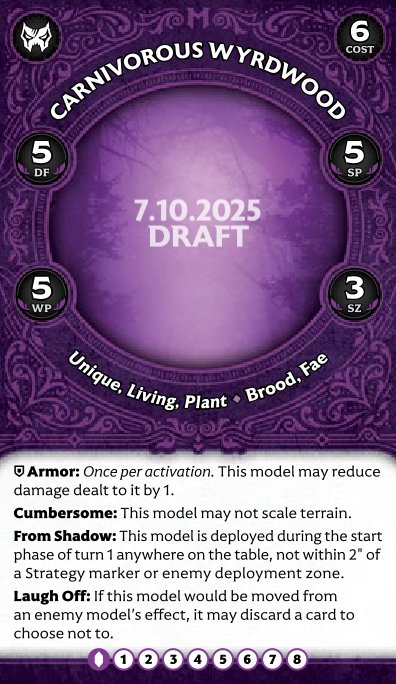 CARNIVOROUS WYRDWOOD
6
COST
5
DF
5
SP
7.10.2025
DRAFT
5
WP
3
SZ
Unique, Living, Plant ◆ Brood, Fae
Armor: Once per activation. This model may reduce
damage dealt to it by 1.
Cumbersome: This model may not scale terrain.
From Shadow: This model is deployed during the start
phase of turn 1 anywhere on the table, not within 2" of
a Strategy marker or enemy deployment zone.
Laugh Off: If this model would be moved from
an enemy model's effect, it may discard a card to
choose not to.
1 2 3 4 5 6 7 8